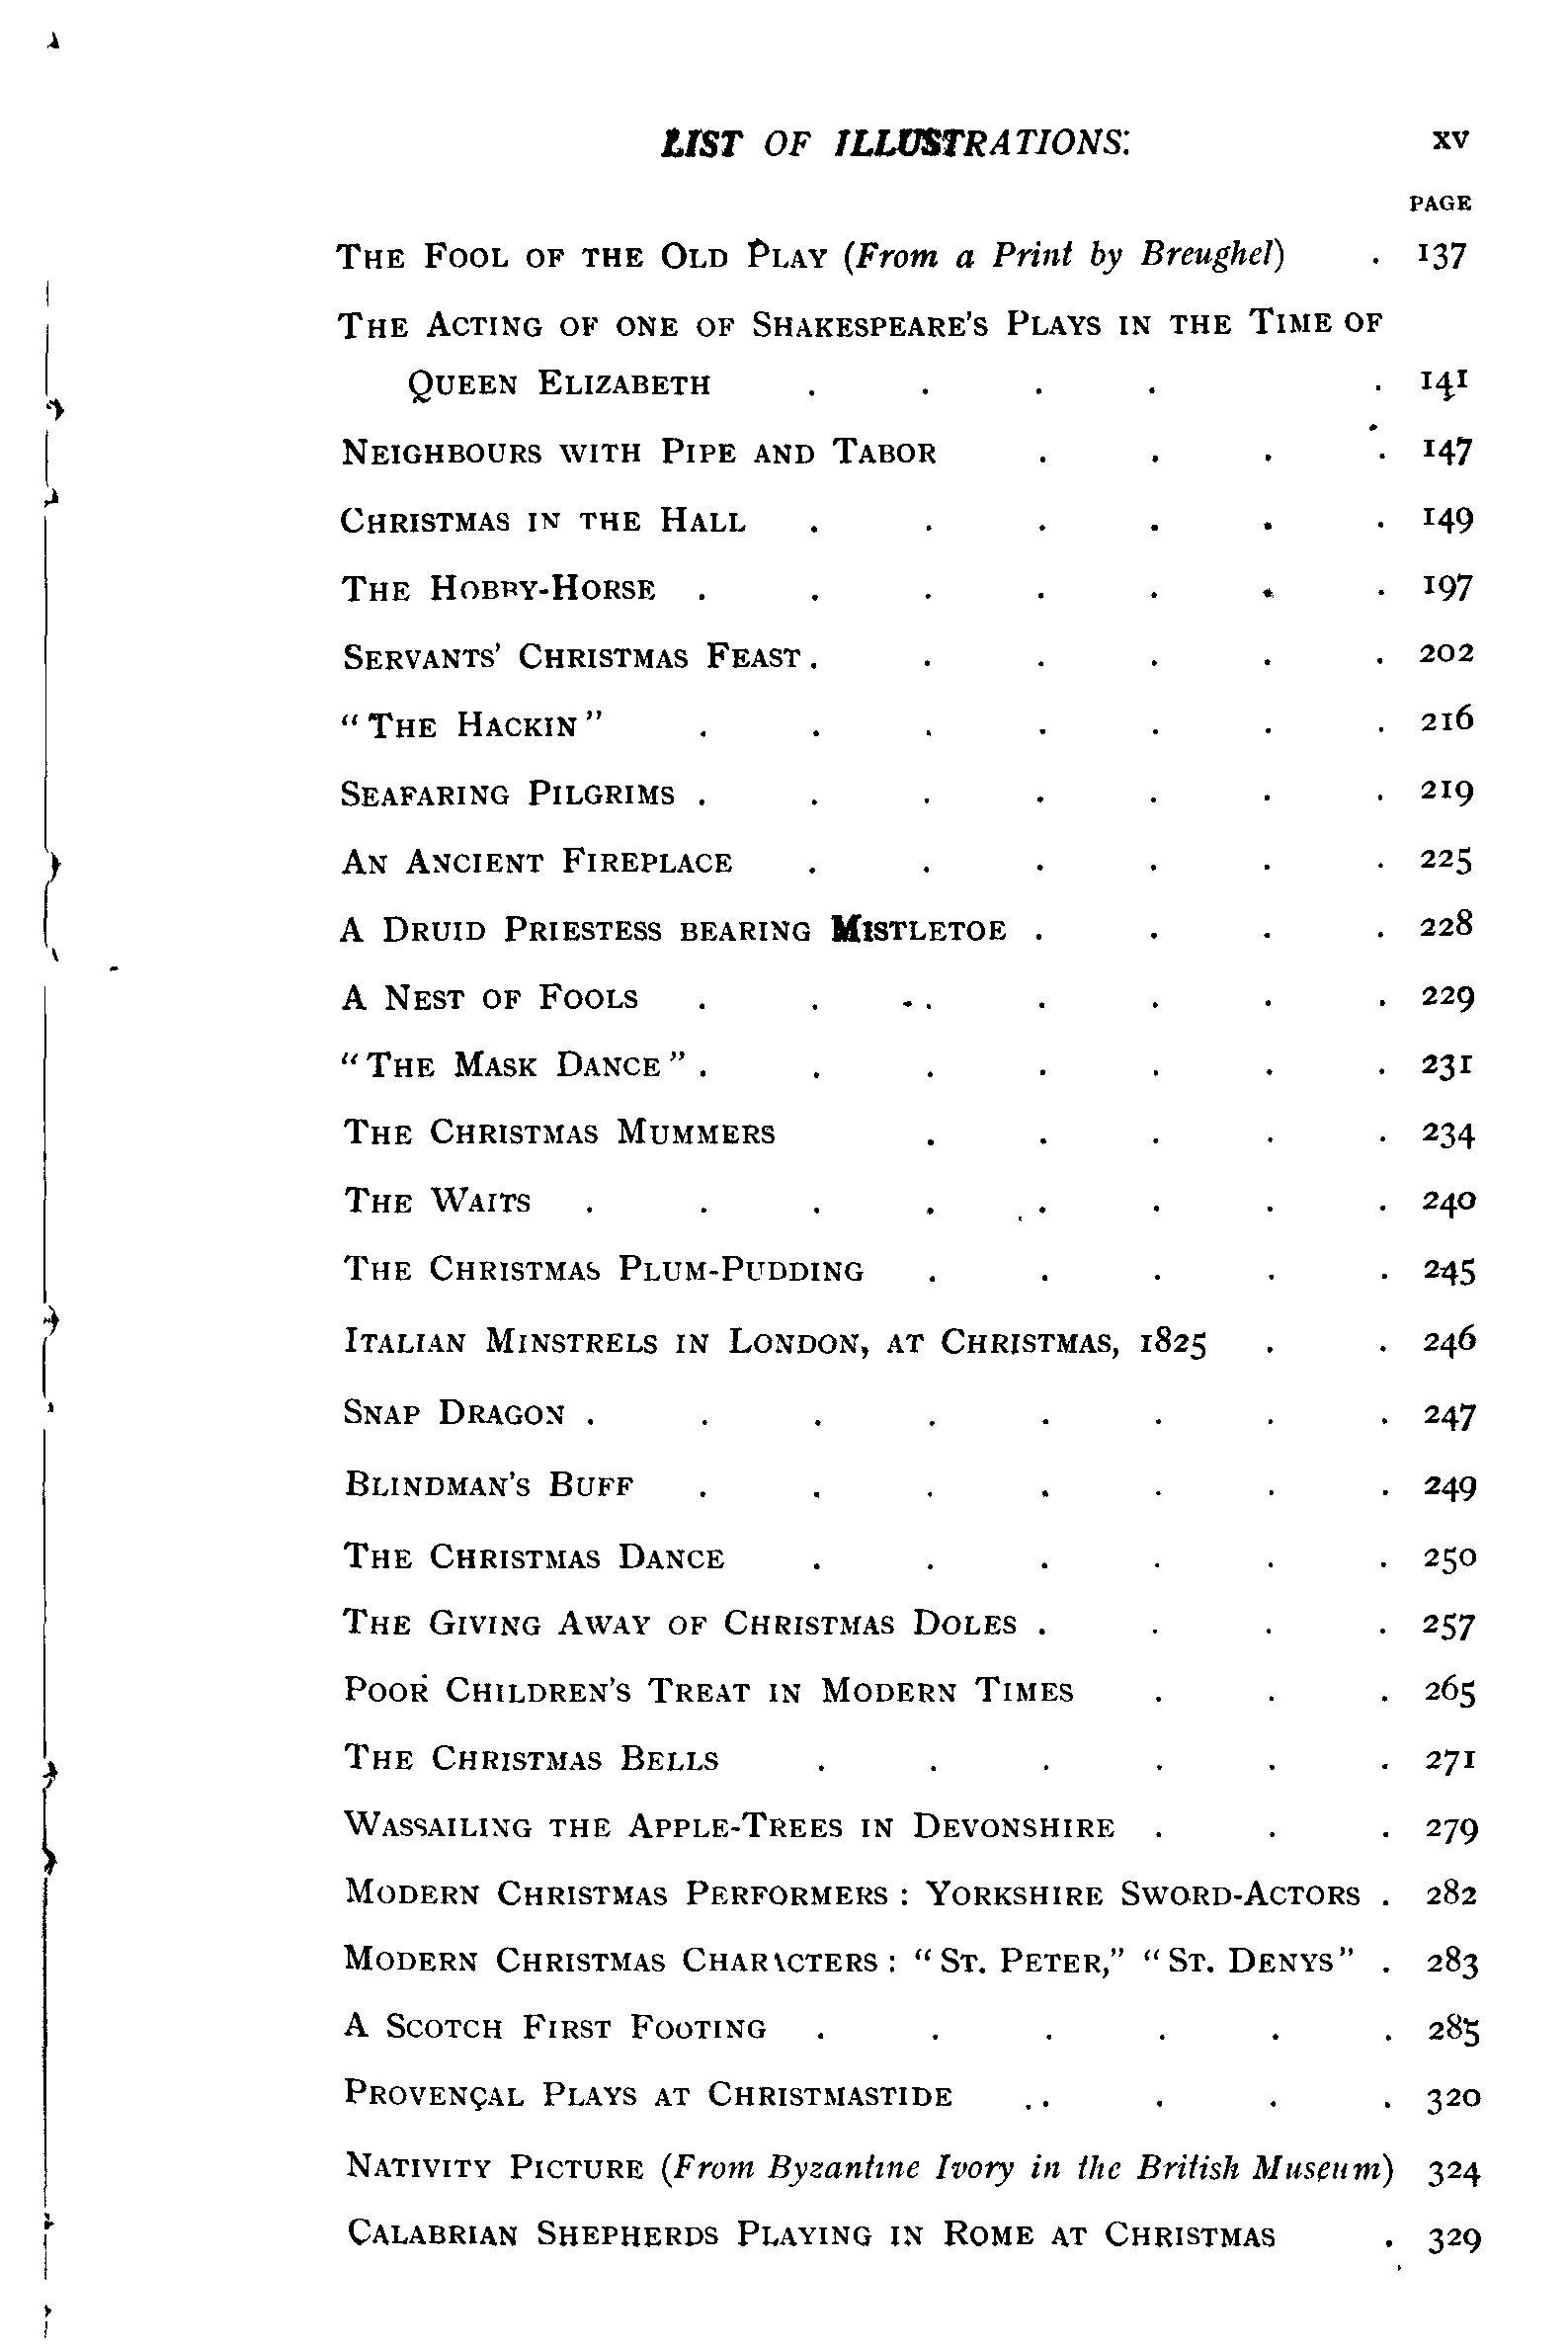 LIST OF ILLUSTRATIONS. xv
PAGE
THE FOOL OF THE OLD PLAY (From a Print by Breughel) . 137
THE ACTING OF ONE OF SHAKESPEARE'S PLAYS IN THE TIME OF
QUEEN ELIZABETH . . . . . 141
NEIGHBOURS WITH PIPE AND TABOR . . . . 147
CHRISTMAS IN THE HALL . . . . . . 149
THE HOBBY-HORSE . . . . . . . 197
SERVANTS' CHRISTMAS FEAST . . . . . . 202
"THE HACKIN" . . . . . . . 216
SEAFARING PILGRIMS . . . . . . . 219
AN ANCIENT FIREPLACE . . . . . . 225
A DRUID PRIESTESS BEARING MISTLETOE . . . . 228
A NEST OF FOOLS . . . . . . . 229
"THE MASK DANCE" . . . . . . . 231
THE CHRISTMAS MUMMERS . . . . . 234
THE WAITS . . . . . . . . 240
THE CHRISTMAS PLUM-PUDDING . . . . . 245
ITALIAN MINSTRELS IN LONDON, AT CHRISTMAS, 1825 . . 246
SNAP DRAGON . . . . . . . . 247
BLINDMAN'S BUFF . . . . . . . 249
THE CHRISTMAS DANCE . . . . . . 250
THE GIVING AWAY OF CHRISTMAS DOLES . . . . 257
POOR CHILDREN'S TREAT IN MODERN TIMES . . . 265
THE CHRISTMAS BELLS . . . . . . 271
WASSAILING THE APPLE-TREES IN DEVONSHIRE . . . 279
MODERN CHRISTMAS PERFORMERS : YORKSHIRE SWORD-ACTORS . 282
MODERN CHRISTMAS CHARACTERS : "ST. PETER," "ST. DENYS" . 283
A SCOTCH FIRST FOOTING . . . . . . 285
PROVENÇAL PLAYS AT CHRISTMASTIDE . . . . 320
NATIVITY PICTURE (From Byzantine Ivory in the British Museum) 324
CALABRIAN SHEPHERDS PLAYING IN ROME AT CHRISTMAS . 329